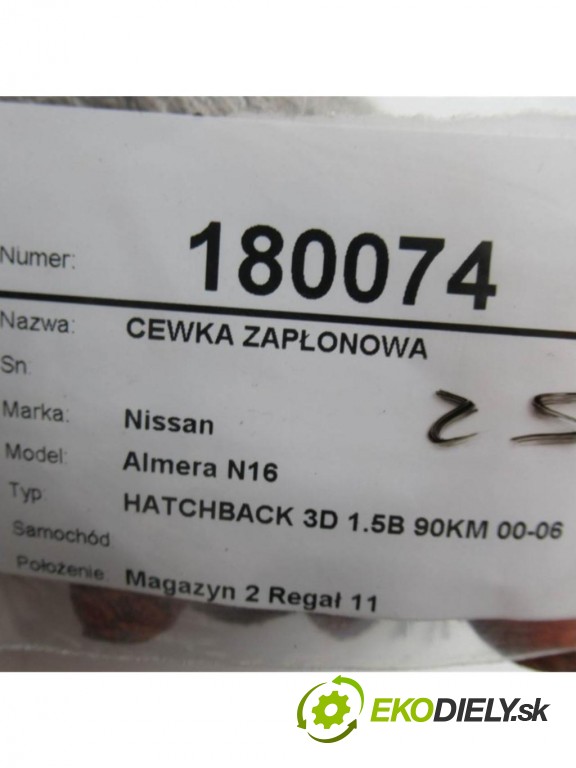 Numer: 180074
Nazwa: CEWKA ZAPŁONOWA
Sn:
Marka: Nissan
Model: Almera N16
Typ: HATCHBACK 3D 1.5B 90KM 00-06
Samochód
Położenie: Magazyn 2 Regał 11
EKODIELY.sk